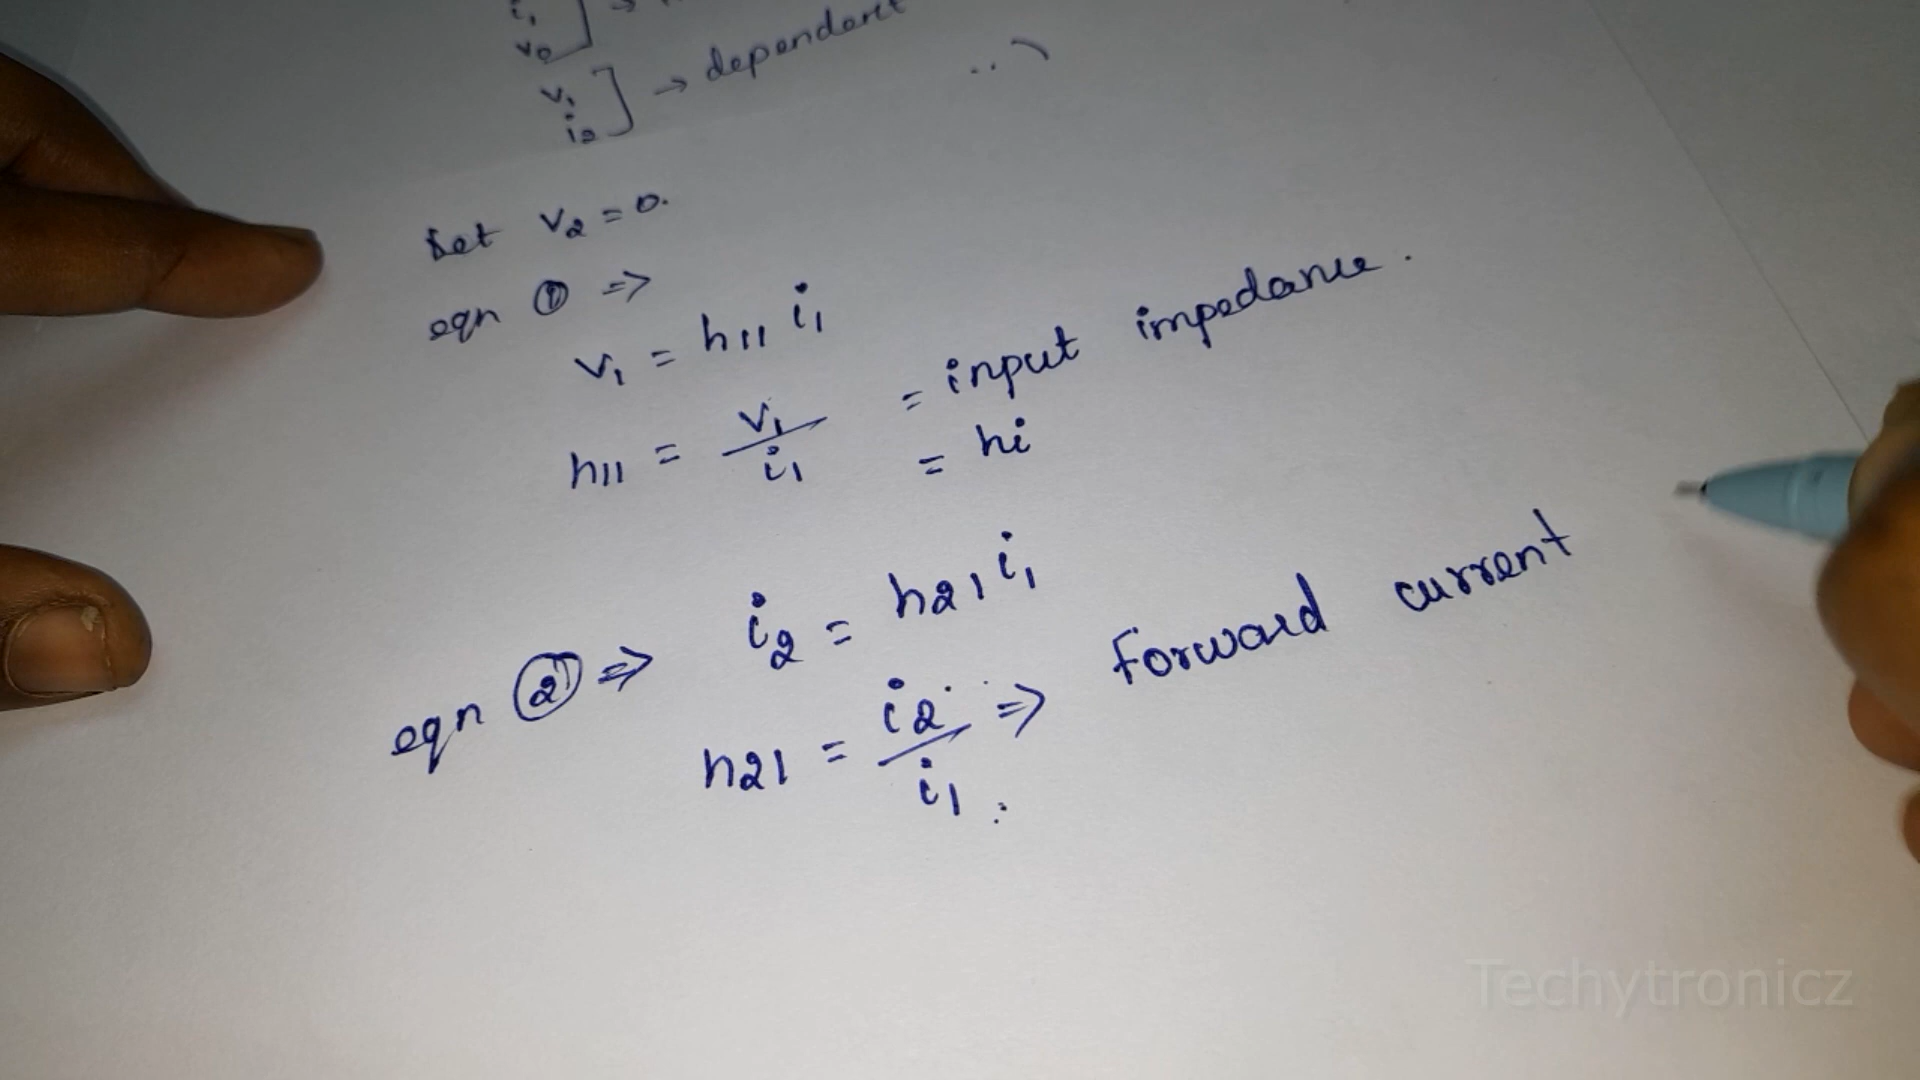 i1
v2
v1
i2 → dependent
Let v2 = 0.
eqn ① =>
v1 = h11 i1
h11 = v1/i1 = input impedance.
= hi
eqn ② => i2 = h21 i1
h21 = i2/i1 => Forward current
Techytronicz